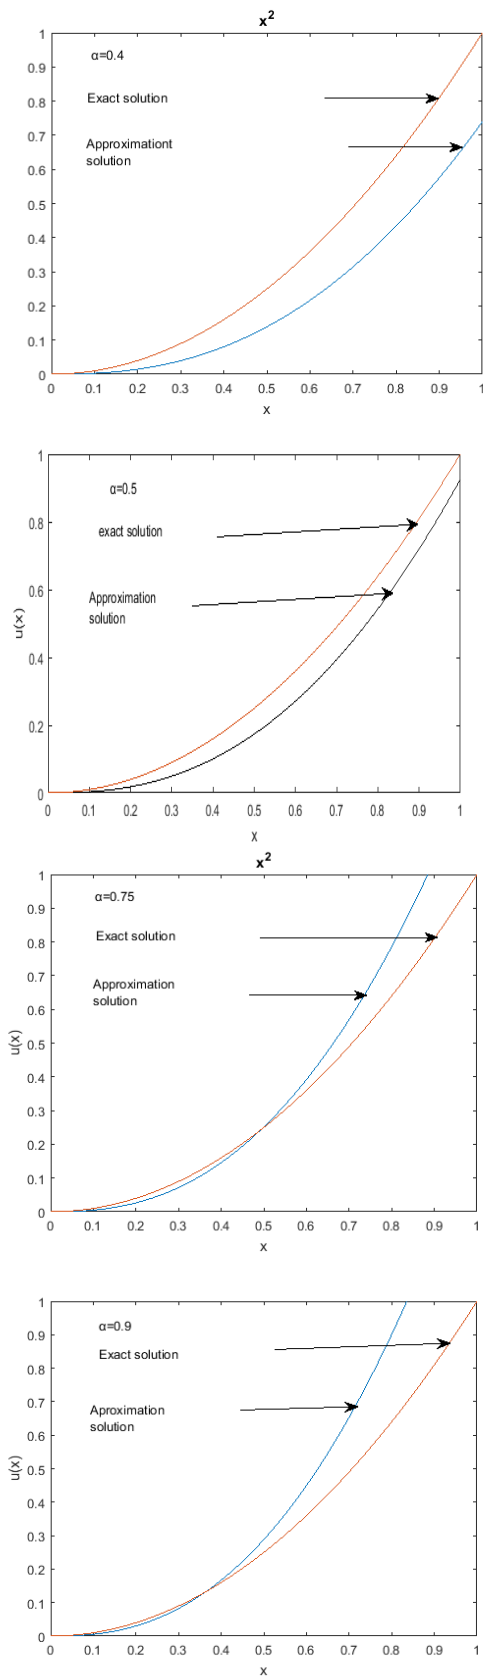 x2
α=0.4
Exact solution
Approximationt
solution
1
0.9
0.8
0.7
0.6
0.5
0.4
0.3
0.2
0.1
0
0 0.1 0.2 0.3 0.4 0.5 0.6 0.7 0.8 0.9 1
x
α=0.5
exact solution
Approximation
solution
u(x)
1
0.8
0.6
0.4
0.2
0
0 0.1 0.2 0.3 0.4 0.5 0.6 0.7 0.8 0.9 1
x
x2
α=0.75
Exact solution
Approximation
solution
u(x)
1
0.9
0.8
0.7
0.6
0.5
0.4
0.3
0.2
0.1
0
0 0.1 0.2 0.3 0.4 0.5 0.6 0.7 0.8 0.9 1
x
α=0.9
Exact solution
Aproximation
solution
u(x)
1
0.9
0.8
0.7
0.6
0.5
0.4
0.3
0.2
0.1
0
0 0.1 0.2 0.3 0.4 0.5 0.6 0.7 0.8 0.9 1
x